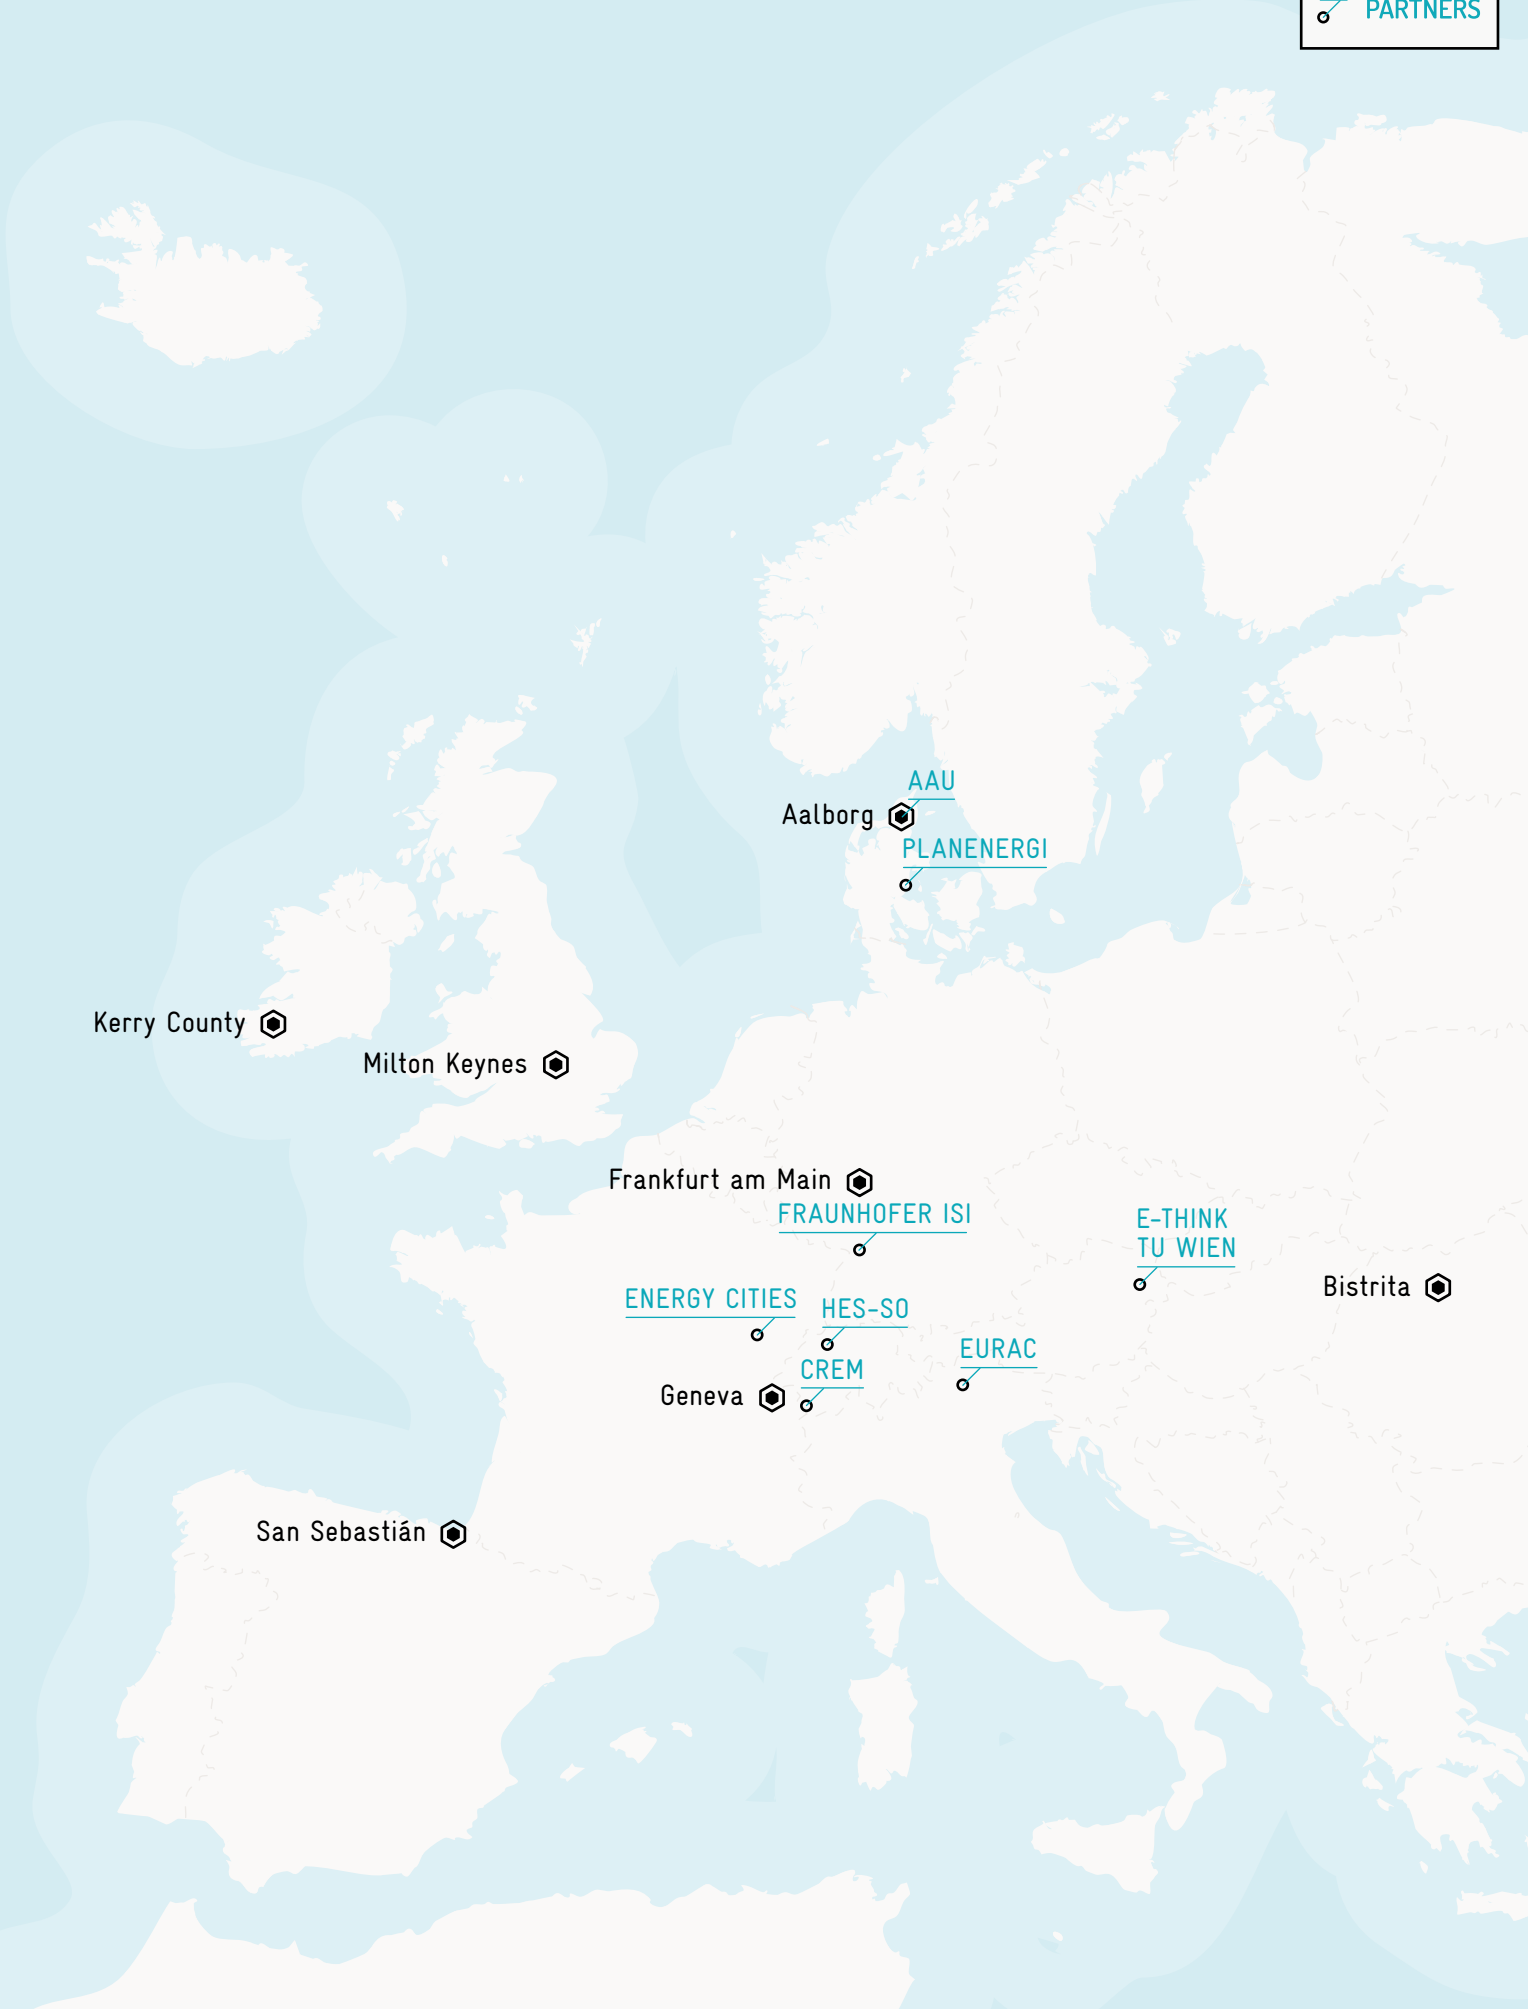 PARTNERS
AAU
Aalborg
PLANENERGI
Kerry County
Milton Keynes
Frankfurt am Main
FRAUNHOFER ISI
E-THINK
TU WIEN
Bistrita
ENERGY CITIES
HES-SO
EURAC
CREM
Geneva
San Sebastián